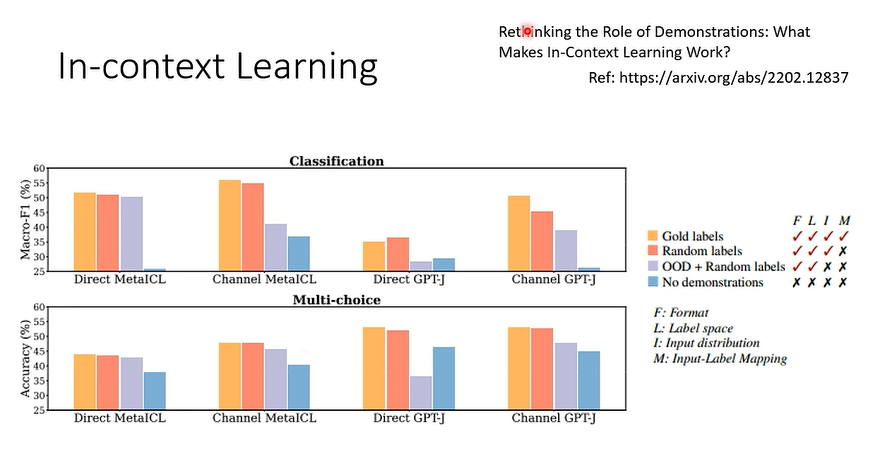 In-context Learning
Rethinking the Role of Demonstrations: What
Makes In-Context Learning Work?
Ref: https://arxiv.org/abs/2202.12837
Classification
Macro-F1 (%)
60
55
50
45
40
35
30
25
Direct MetaICL
Channel MetaICL
Direct GPT-J
Channel GPT-J
Multi-choice
Accuracy (%)
60
55
50
45
40
35
30
25
Direct MetaICL
Channel MetaICL
Direct GPT-J
Channel GPT-J
F L I M
Gold labels ✓ ✓ ✓ ✓
Random labels ✓ ✓ ✓ ✗
OOD + Random labels ✓ ✓ ✗ ✗
No demonstrations ✗ ✗ ✗ ✗
F: Format
L: Label space
I: Input distribution
M: Input-Label Mapping